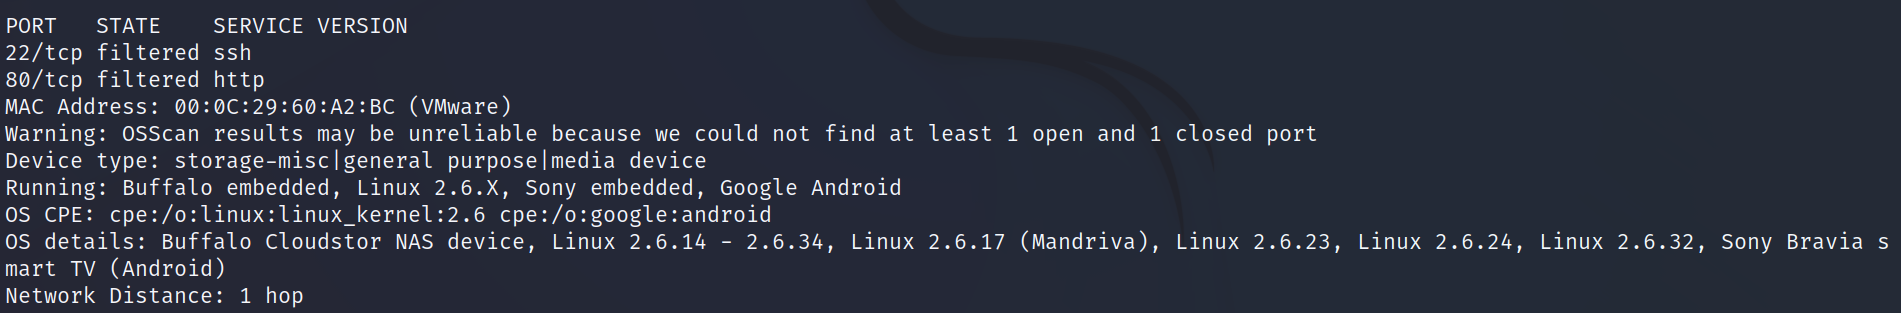 PORT   STATE    SERVICE VERSION
22/tcp filtered ssh
80/tcp filtered http
MAC Address: 00:0C:29:60:A2:BC (VMware)
Warning: OSScan results may be unreliable because we could not find at least 1 open and 1 closed port
Device type: storage-misc|general purpose|media device
Running: Buffalo embedded, Linux 2.6.X, Sony embedded, Google Android
OS CPE: cpe:/o:linux:linux_kernel:2.6 cpe:/o:google:android
OS details: Buffalo Cloudstor NAS device, Linux 2.6.14 - 2.6.34, Linux 2.6.17 (Mandriva), Linux 2.6.23, Linux 2.6.24, Linux 2.6.32, Sony Bravia s
mart TV (Android)
Network Distance: 1 hop